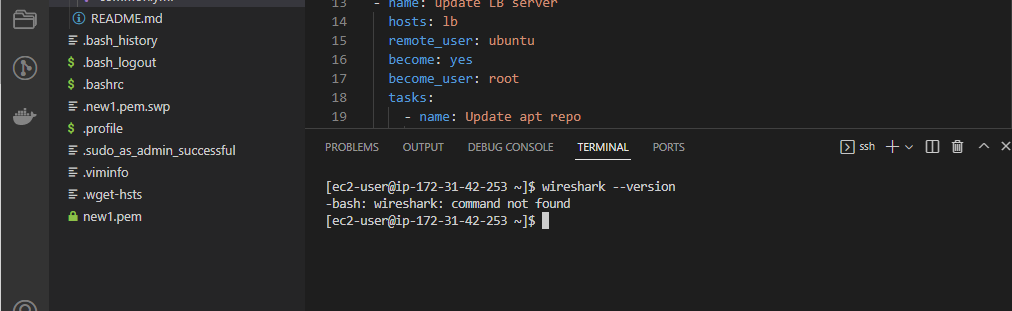 README.md
.bash_history
.bash_logout
$ .bashrc
.new1.pem.swp
$ .profile
.sudo_as_admin_successful
.viminfo
.wget-hsts
new1.pem
13 - name: update LB server
14 hosts: lb
15 remote_user: ubuntu
16 become: yes
17 become_user: root
18 tasks:
19 - name: Update apt repo
PROBLEMS OUTPUT DEBUG CONSOLE TERMINAL PORTS ssh
[ec2-user@ip-172-31-42-253 ~]$ wireshark --version
-bash: wireshark: command not found
[ec2-user@ip-172-31-42-253 ~]$